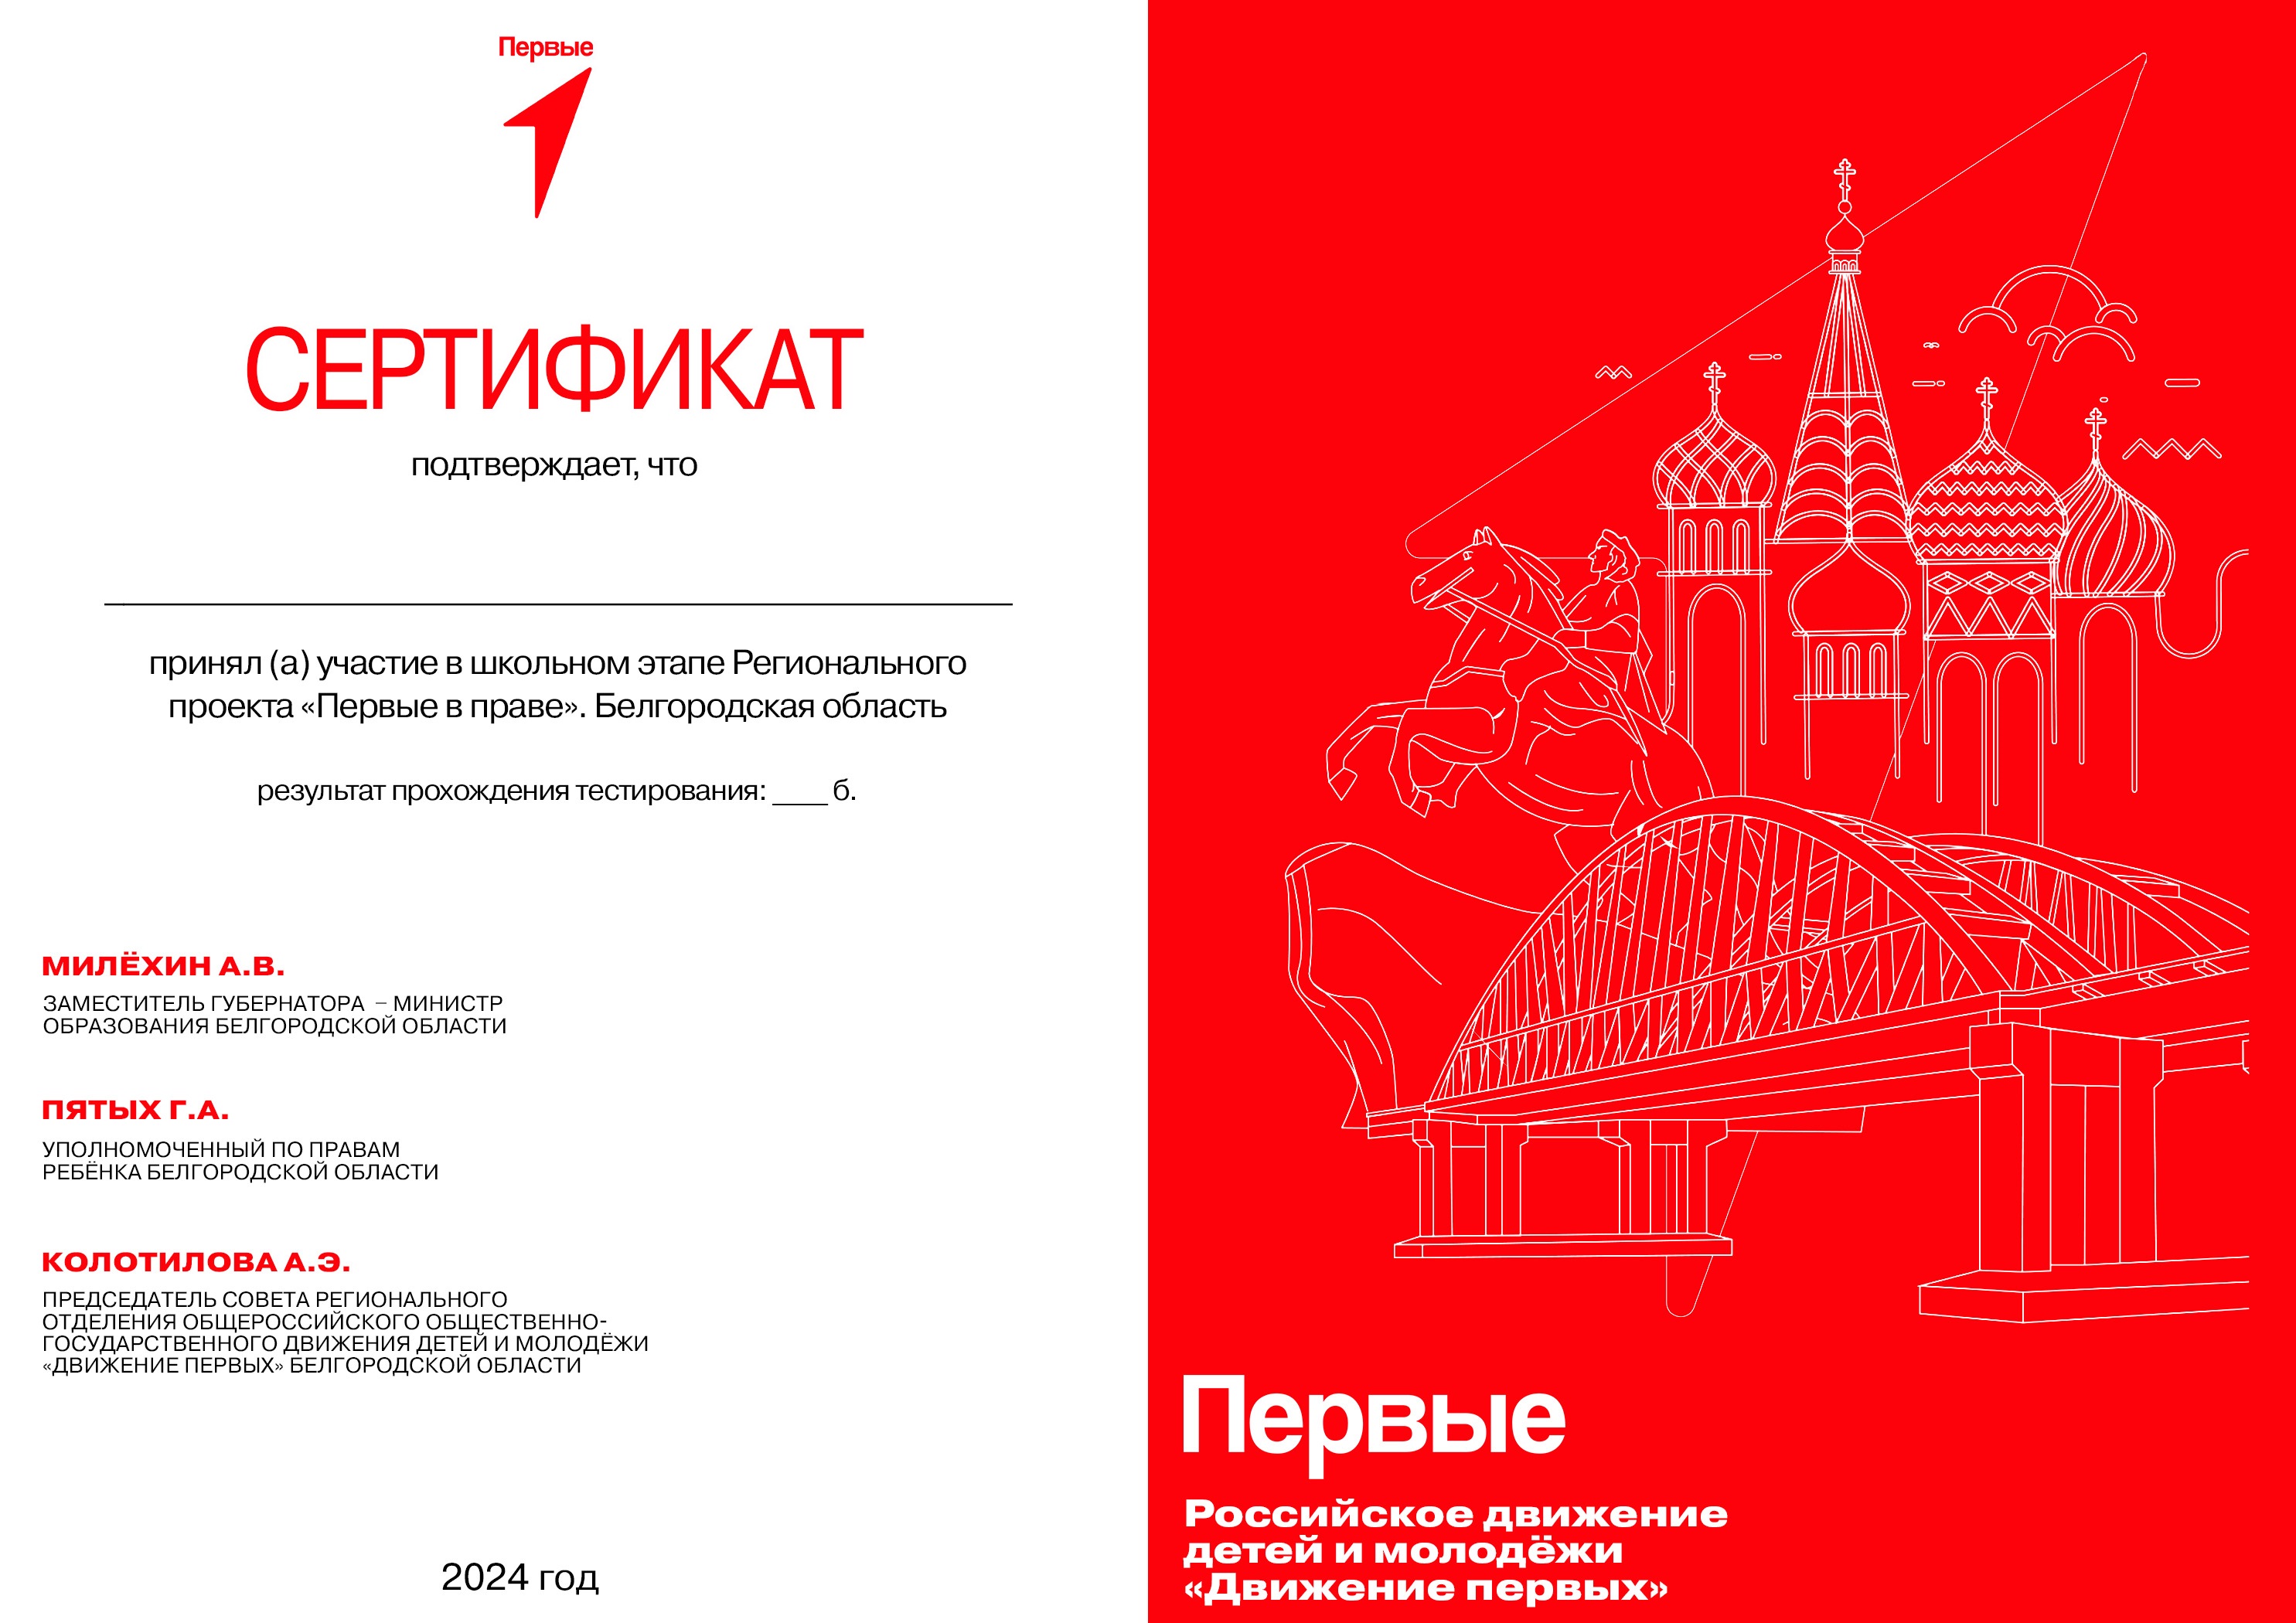 Первые
СЕРТИФИКАТ
подтверждает, что
принял (а) участие в школьном этапе Регионального
проекта «Первые в праве». Белгородская область
результат прохождения тестирования: ____ б.
МИЛЁХИН А.В.
ЗАМЕСТИТЕЛЬ ГУБЕРНАТОРА – МИНИСТР
ОБРАЗОВАНИЯ БЕЛГОРОДСКОЙ ОБЛАСТИ
ПЯТЫХ Г.А.
УПОЛНОМОЧЕННЫЙ ПО ПРАВАМ
РЕБЁНКА БЕЛГОРОДСКОЙ ОБЛАСТИ
КОЛОТИЛОВА А.Э.
ПРЕДСЕДАТЕЛЬ СОВЕТА РЕГИОНАЛЬНОГО
ОТДЕЛЕНИЯ ОБЩЕРОССИЙСКОГО ОБЩЕСТВЕННО-
ГОСУДАРСТВЕННОГО ДВИЖЕНИЯ ДЕТЕЙ И МОЛОДЁЖИ
«ДВИЖЕНИЕ ПЕРВЫХ» БЕЛГОРОДСКОЙ ОБЛАСТИ
2024 год
Первые
Российское движение
детей и молодёжи
«Движение первых»